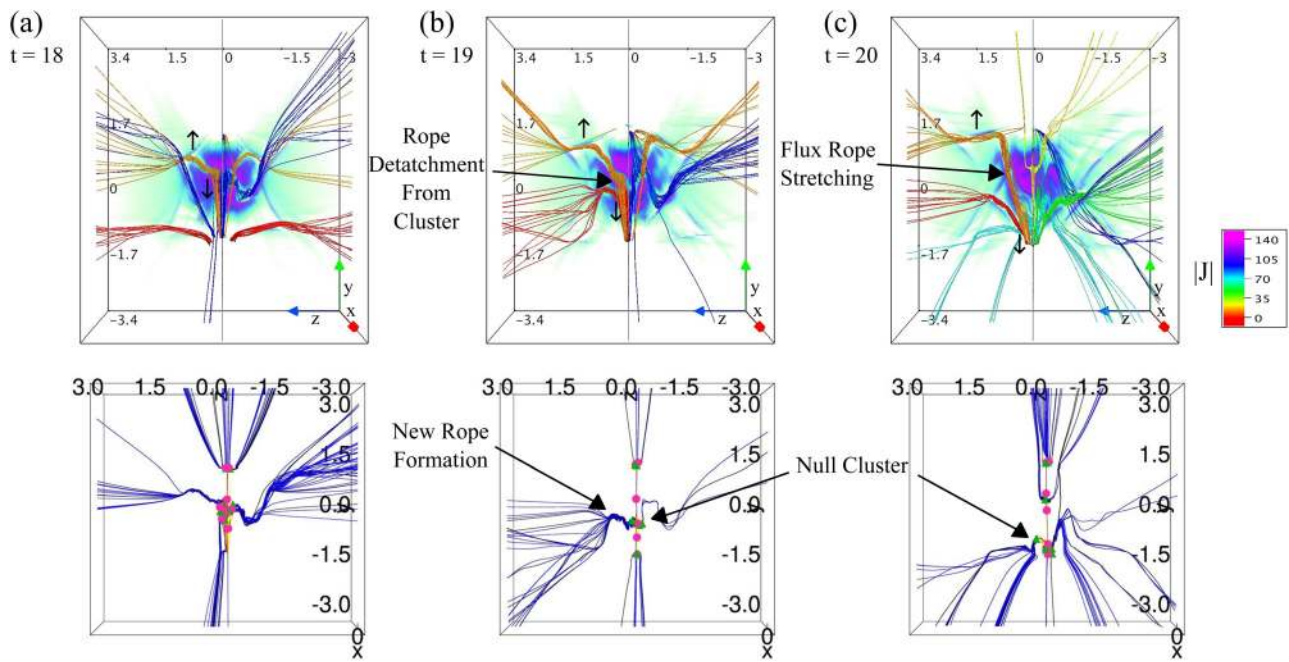 (a)
t = 18
3.4 1.5 0 -1.5 -3
1.7
0
-1.7
-3.4
y
z x
(b)
t = 19
3.4 1.5 0 -1.5 -3
1.7
0
-1.7
-3.4
y
z x
Rope
Detatchment
From
Cluster
(c)
t = 20
3.4 1.5 0 -1.5 -3
1.7
0
-1.7
-3.4
y
z x
Flux Rope
Stretching
|J|
140
105
70
35
0
3.0 1.5 0.0 -1.5 -3.0
z
3.0
1.5
0.0
y
-1.5
-3.0
0
x
New Rope
Formation
3.0 1.5 0.0 -1.5 -3.0
z
3.0
1.5
0.0
y
-1.5
-3.0
0
x
Null Cluster
3.0 1.5 0.0 -1.5 -3.0
z
3.0
1.5
0.0
y
-1.5
-3.0
0
x